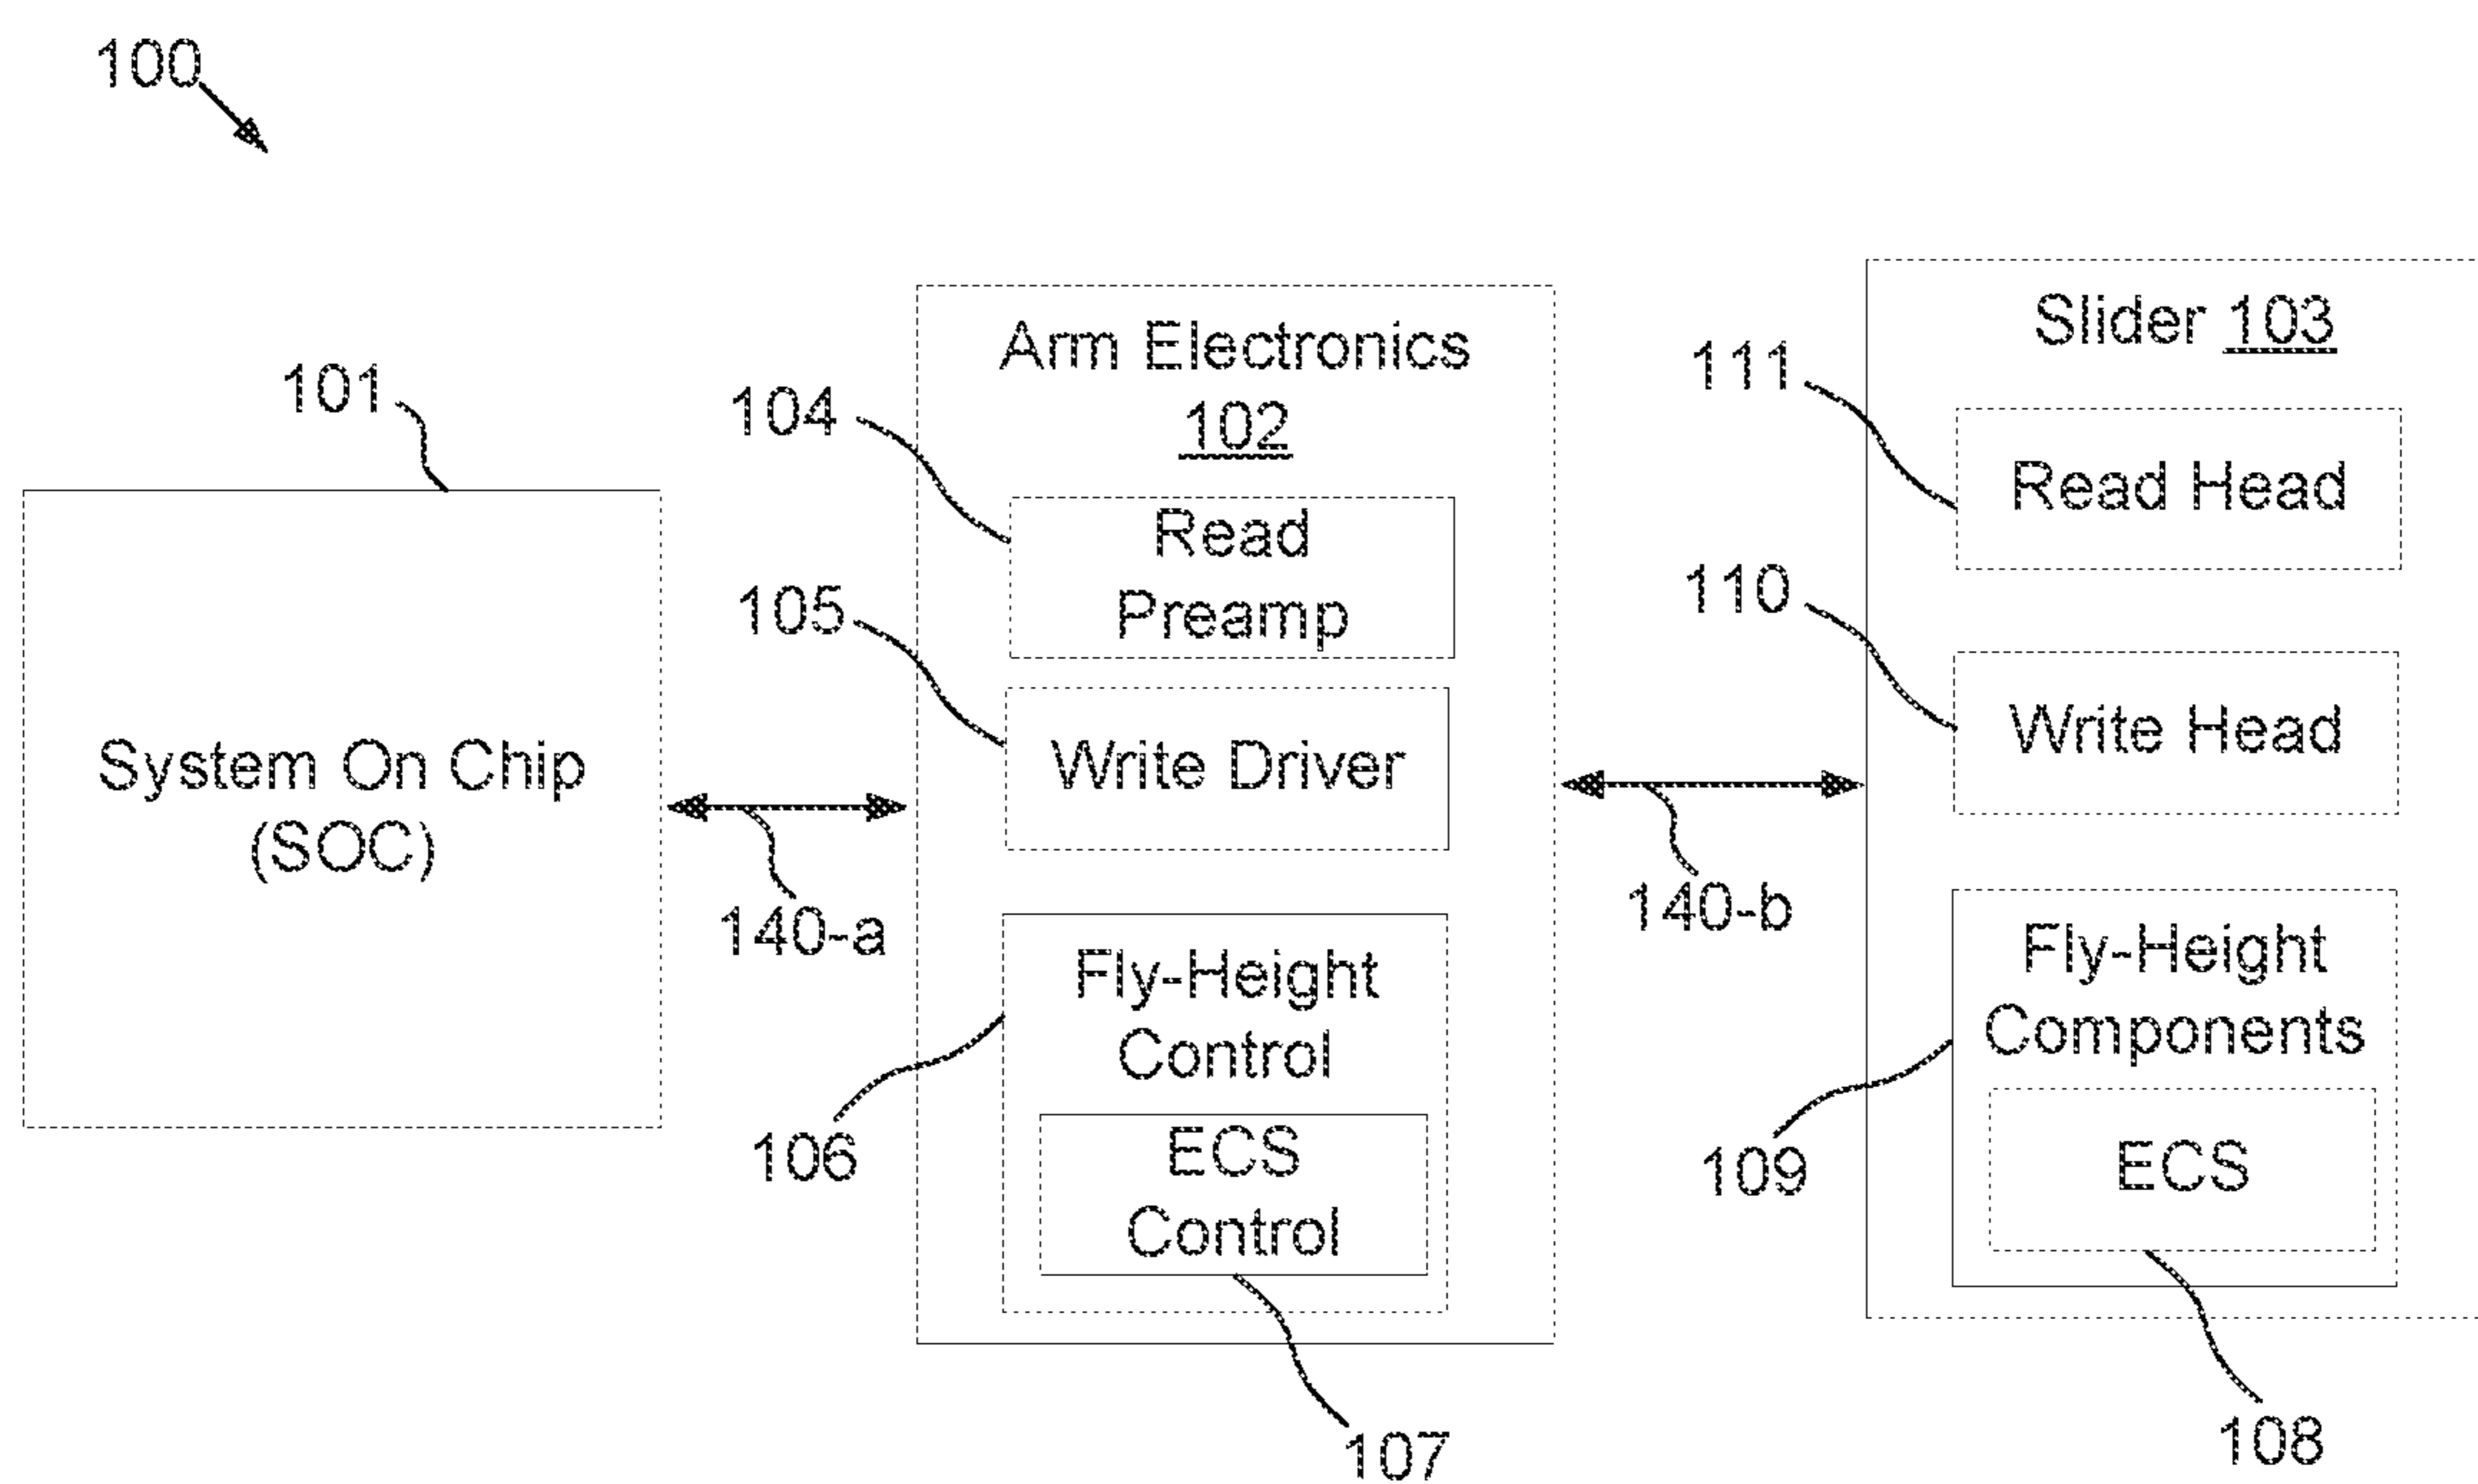 100
101
System On Chip
(SOC)
140-a
Arm Electronics
102
104
Read
Preamp
105
Write Driver
106
Fly-Height
Control
ECS
Control
107
140-b
Slider 103
111
Read Head
110
Write Head
109
Fly-Height
Components
ECS
108